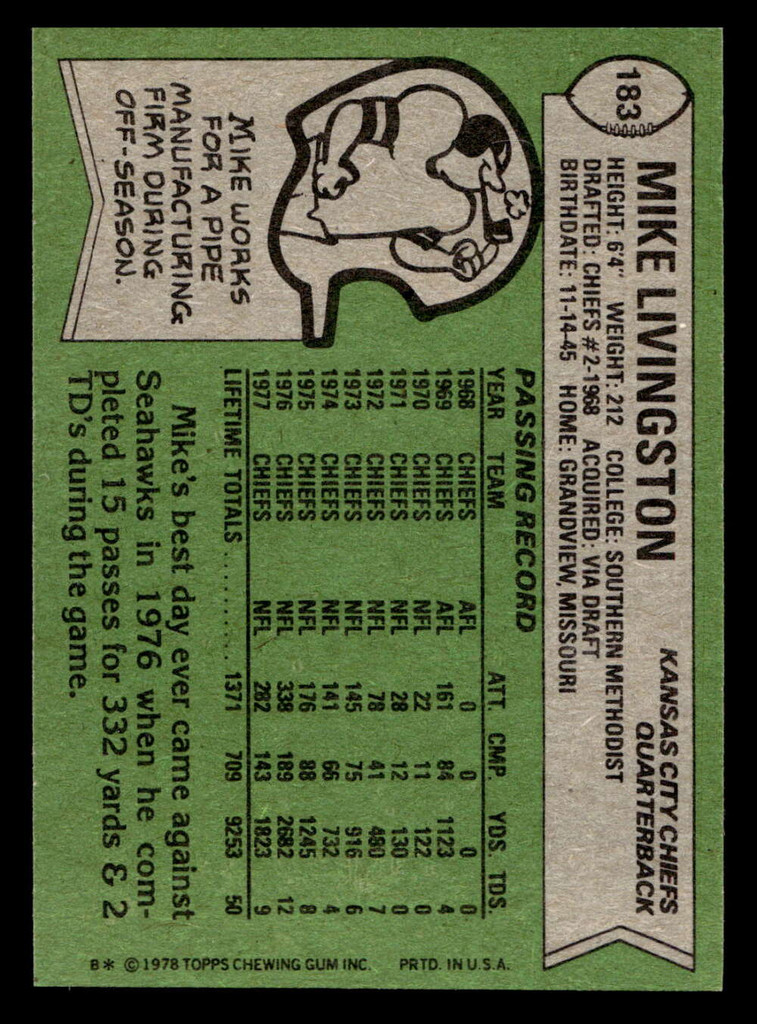 183
MIKE LIVINGSTON
KANSAS CITY CHIEFS
QUARTERBACK
HEIGHT: 6'4" WEIGHT: 212 COLLEGE: SOUTHERN METHODIST
DRAFTED: CHIEFS #2-1968 ACQUIRED: VIA DRAFT
BIRTHDATE: 11-14-45 HOME: GRANDVIEW, MISSOURI
MIKE WORKS
FOR A PIPE
MANUFACTURING
FIRM DURING
OFF-SEASON.
PASSING RECORD
YEAR TEAM ATT. CMP. YDS. TDS.
1968 CHIEFS AFL 0 0 0 0
1969 CHIEFS AFL 161 84 1123 4
1970 CHIEFS NFL 22 11 122 0
1971 CHIEFS NFL 28 12 130 0
1972 CHIEFS NFL 78 41 480 7
1973 CHIEFS NFL 145 75 916 6
1974 CHIEFS NFL 141 66 732 4
1975 CHIEFS NFL 176 88 1245 8
1976 CHIEFS NFL 338 189 2682 12
1977 CHIEFS NFL 282 143 1823 9
LIFETIME TOTALS .......... 1371 709 9253 50
Mike's best day ever came against
Seahawks in 1976 when he com-
pleted 15 passes for 332 yards & 2
TD's during the game.
B* © 1978 TOPPS CHEWING GUM INC. PRTD. IN U.S.A.